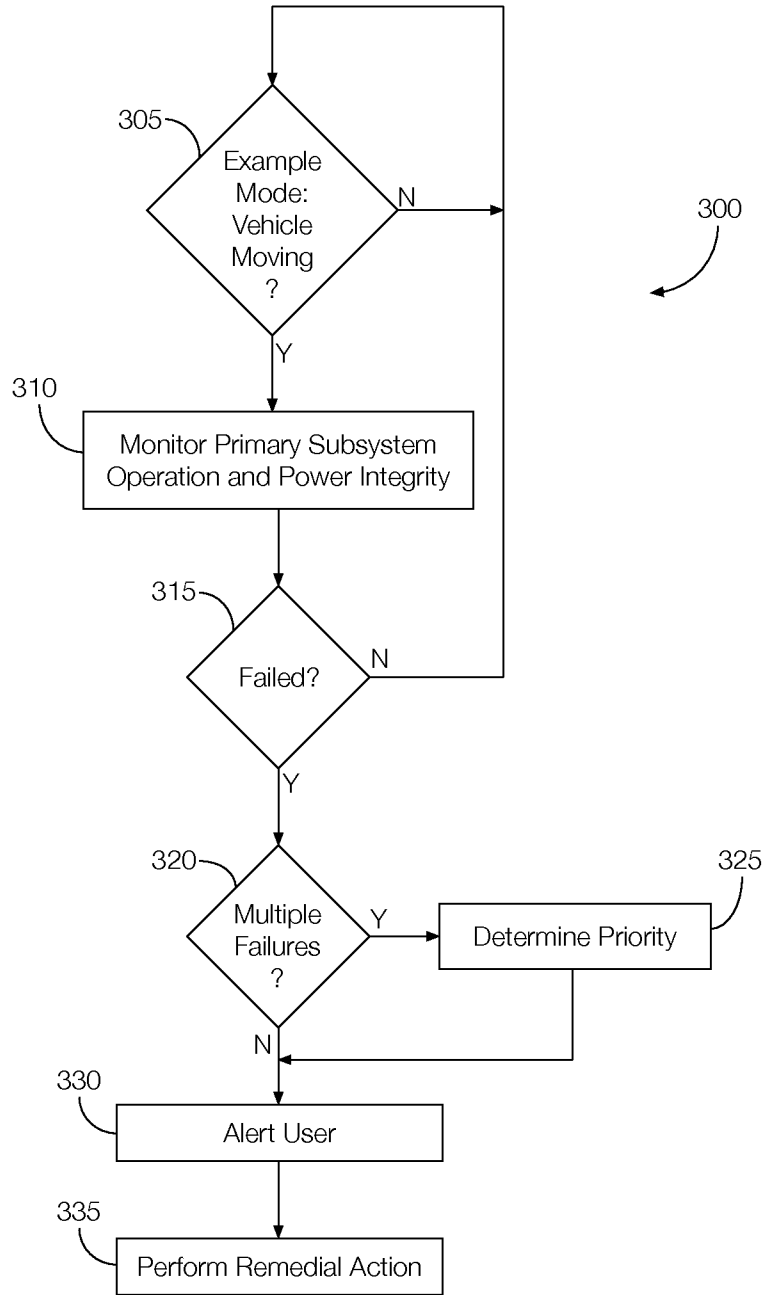 305
Example
Mode:
Vehicle
Moving
?
N
300
Y
310
Monitor Primary Subsystem
Operation and Power Integrity
315
Failed?
N
Y
320
Multiple
Failures
?
Y
325
Determine Priority
N
330
Alert User
335
Perform Remedial Action